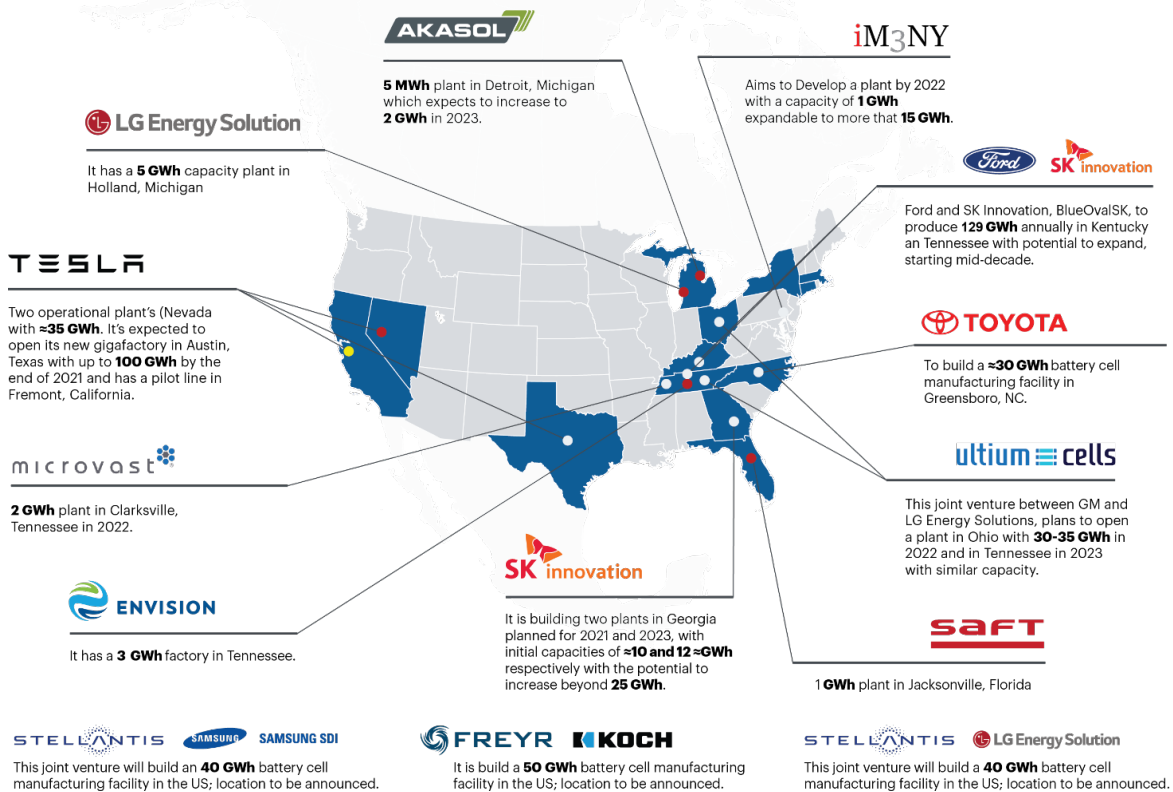 AKASOL
5 MWh plant in Detroit, Michigan
which expects to increase to
2 GWh in 2023.
iM3NY
Aims to Develop a plant by 2022
with a capacity of 1 GWh
expandable to more that 15 GWh.
LG Energy Solution
It has a 5 GWh capacity plant in
Holland, Michigan
Ford SK innovation
Ford and SK Innovation, BlueOvalSK, to
produce 129 GWh annually in Kentucky
an Tennessee with potential to expand,
starting mid-decade.
TESLA
Two operational plant's (Nevada
with ≈35 GWh. It's expected to
open its new gigafactory in Austin,
Texas with up to 100 GWh by the
end of 2021 and has a pilot line in
Fremont, California.
TOYOTA
To build a ≈30 GWh battery cell
manufacturing facility in
Greensboro, NC.
microvast
2 GWh plant in Clarksville,
Tennessee in 2022.
ultium cells
This joint venture between GM and
LG Energy Solutions, plans to open
a plant in Ohio with 30-35 GWh in
2022 and in Tennessee in 2023
with similar capacity.
ENVISION
It has a 3 GWh factory in Tennessee.
SK innovation
It is building two plants in Georgia
planned for 2021 and 2023, with
initial capacities of ≈10 and 12 ≈GWh
respectively with the potential to
increase beyond 25 GWh.
saft
1 GWh plant in Jacksonville, Florida
STELLANTIS SAMSUNG SAMSUNG SDI
This joint venture will build an 40 GWh battery cell
manufacturing facility in the US; location to be announced.
FREYR KOCH
It is build a 50 GWh battery cell manufacturing
facility in the US; location to be announced.
STELLANTIS LG Energy Solution
This joint venture will build a 40 GWh battery cell
manufacturing facility in the US; location to be announced.